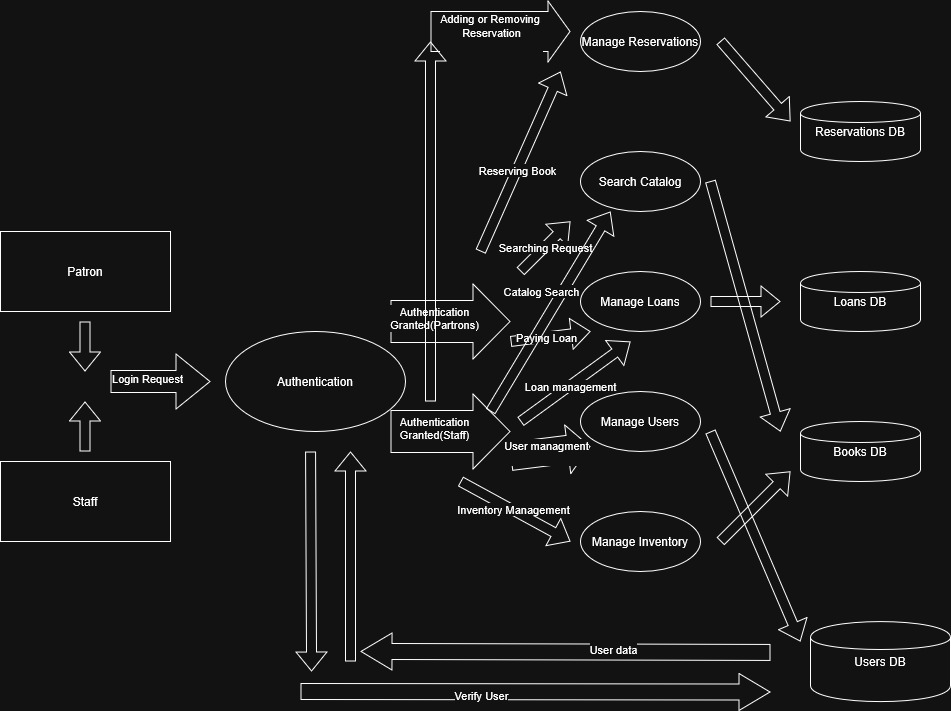 Adding or Removing
Reservation
Manage Reservations
Reservations DB
Reserving Book
Search Catalog
Searching Request
Patron
Catalog Search
Manage Loans
Loans DB
Authentication
Granted(Partrons)
Paying Loan
Login Request
Authentication
Loan management
Authentication
Granted(Staff)
Manage Users
User managment
Books DB
Staff
Inventory Management
Manage Inventory
User data
Users DB
Verify User